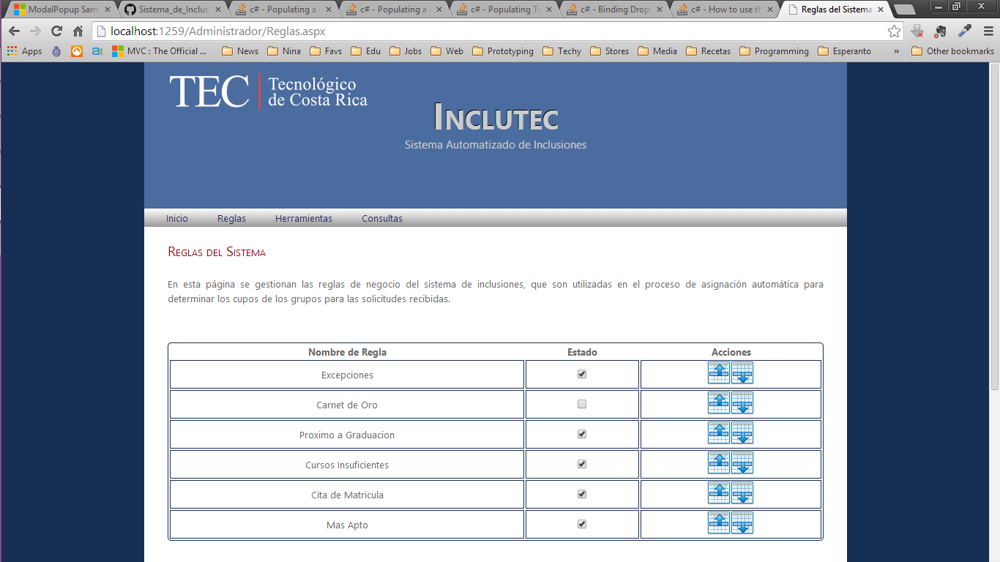 ModalPopup Sam
Sistema_de_Inclus
c# - Populating a
c# - Populating a
c# - Populating
c# - Binding Drop
c# - How to use th
Reglas del Sistema
localhost:1259/Administrador/Reglas.aspx
Apps
MVC : The Official ...
News
Nina
Favs
Edu
Jobs
Web
Prototyping
Techy
Stores
Media
Recetas
Programming
Esperanto
»
Other bookmarks
TEC
Tecnológico
de Costa Rica
Inclutec
Sistema Automatizado de Inclusiones
Inicio Reglas Herramientas Consultas
Reglas del Sistema
En esta página se gestionan las reglas de negocio del sistema de inclusiones, que son utilizadas en el proceso de asignación automática para
determinar los cupos de los grupos para las solicitudes recibidas.
Nombre de Regla Estado Acciones
Excepciones
Carnet de Oro
Proximo a Graduacion
Cursos Insuficientes
Cita de Matricula
Mas Apto